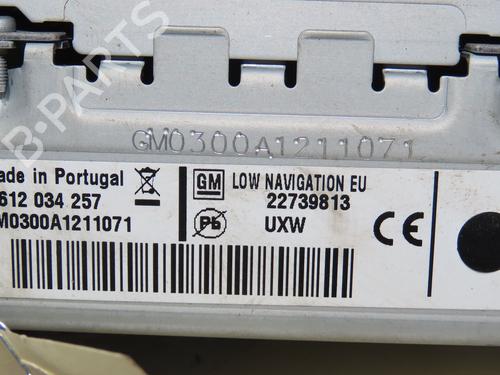 B-PARTS
GM0300A1211071
ade in Portugal
612 034 257
M0300A1211071
GM
LOW NAVIGATION EU
22739813
UXW
Pb
CE